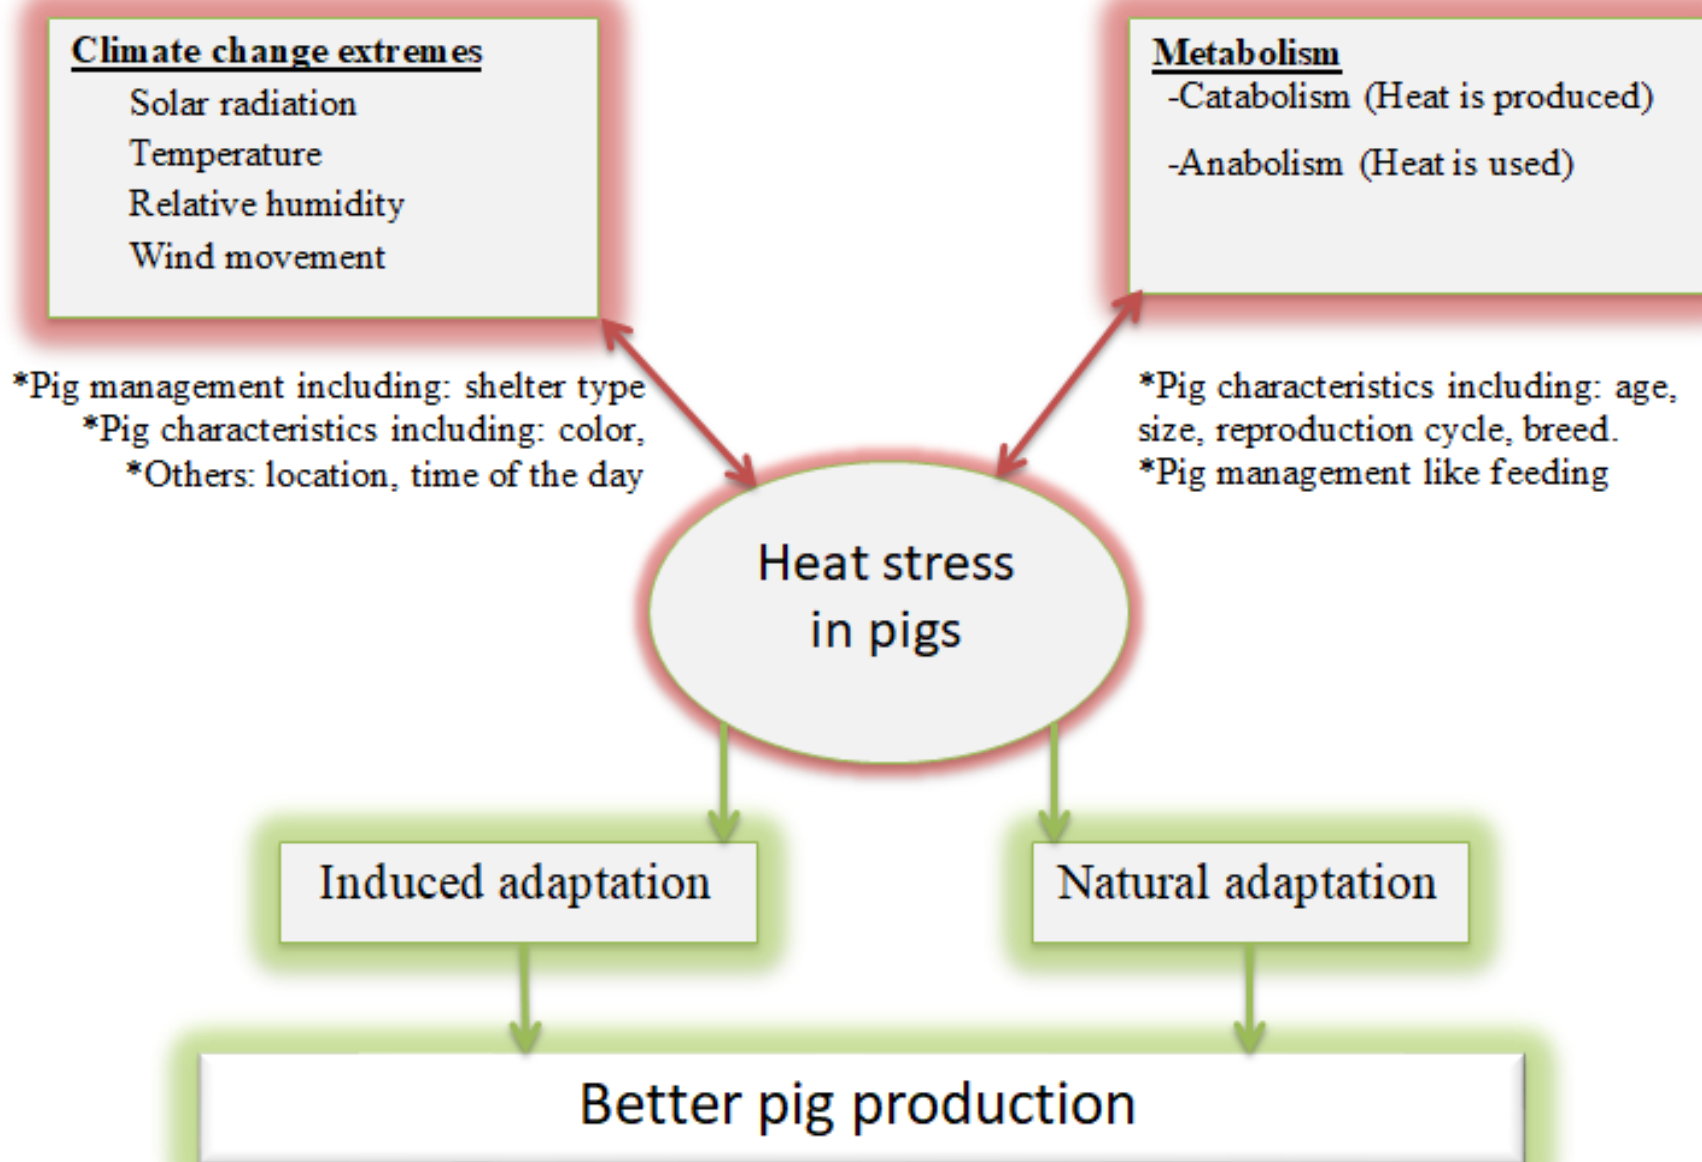 Climate change extremes
Solar radiation
Temperature
Relative humidity
Wind movement
Metabolism
-Catabolism (Heat is produced)
-Anabolism (Heat is used)
*Pig management including: shelter type
*Pig characteristics including: color,
*Others: location, time of the day
*Pig characteristics including: age,
size, reproduction cycle, breed.
*Pig management like feeding
Heat stress
in pigs
Induced adaptation
Natural adaptation
Better pig production